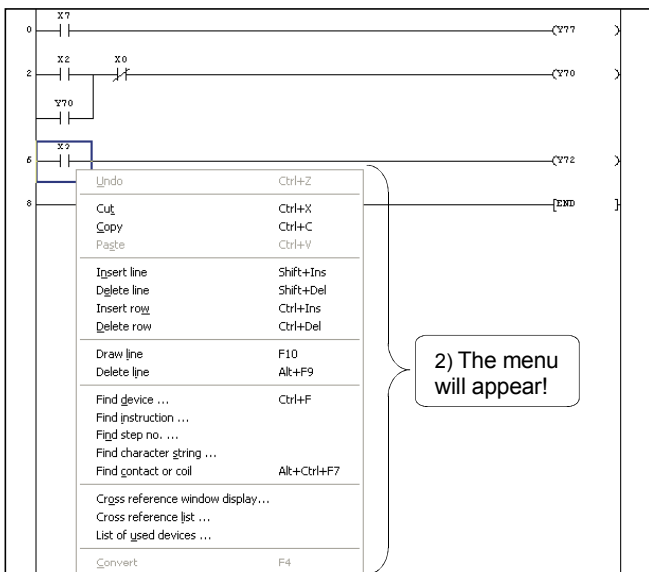 X7
0 (Y77 )
X2 X0
2 (Y70 )
Y70
X3
6 (Y72 )
8 [END ]
Undo Ctrl+Z
Cut Ctrl+X
Copy Ctrl+C
Paste Ctrl+V
Insert line Shift+Ins
Delete line Shift+Del
Insert row Ctrl+Ins
Delete row Ctrl+Del
Draw line F10
Delete line Alt+F9
Find device ... Ctrl+F
Find instruction ...
Find step no. ...
Find character string ...
Find contact or coil Alt+Ctrl+F7
Cross reference window display...
Cross reference list ...
List of used devices ...
Convert F4
2) The menu
will appear!